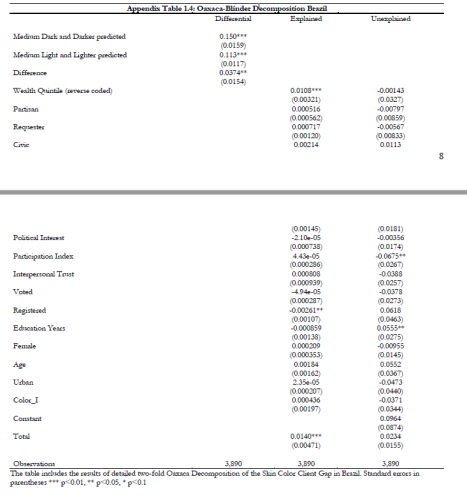 Appendix Table 1.4: Oaxaca-Blinder Decomposition Brazil
Differential Explained Unexplained
Medium Dark and Darker predicted 0.150***
(0.0159)
Medium Light and Lighter predicted 0.113***
(0.0117)
Difference 0.0374**
(0.0154)
Wealth Quintile (reverse coded) 0.0108*** -0.00143
(0.00321) (0.0327)
Partisan 0.000516 -0.00797
(0.000562) (0.00859)
Requester 0.000717 -0.00567
(0.00120) (0.00833)
Civic 0.00214 0.0113
8
(0.00145) (0.0181)
Political Interest -2.10e-05 -0.00356
(0.000738) (0.0174)
Participation Index 4.43e-05 -0.0675**
(0.000286) (0.0267)
Interpersonal Trust 0.000808 -0.0388
(0.000939) (0.0257)
Voted -4.94e-05 -0.0378
(0.000287) (0.0273)
Registered -0.00261** 0.0618
(0.00107) (0.0463)
Education Years -0.000859 0.0555**
(0.00138) (0.0275)
Female 0.000209 -0.00955
(0.000353) (0.0145)
Age 0.00184 0.0552
(0.00162) (0.0367)
Urban 2.35e-05 -0.0473
(0.000207) (0.0440)
Color_I 0.000436 -0.0371
(0.00197) (0.0344)
Constant 0.0964
(0.0874)
Total 0.0140*** 0.0234
(0.00471) (0.0155)
Observations 3,890 3,890 3,890
The table includes the results of detailed two-fold Oaxaca Decomposition of the Skin Color Client Gap in Brazil. Standard errors in
parentheses *** p<0.01, ** p<0.05, * p<0.1